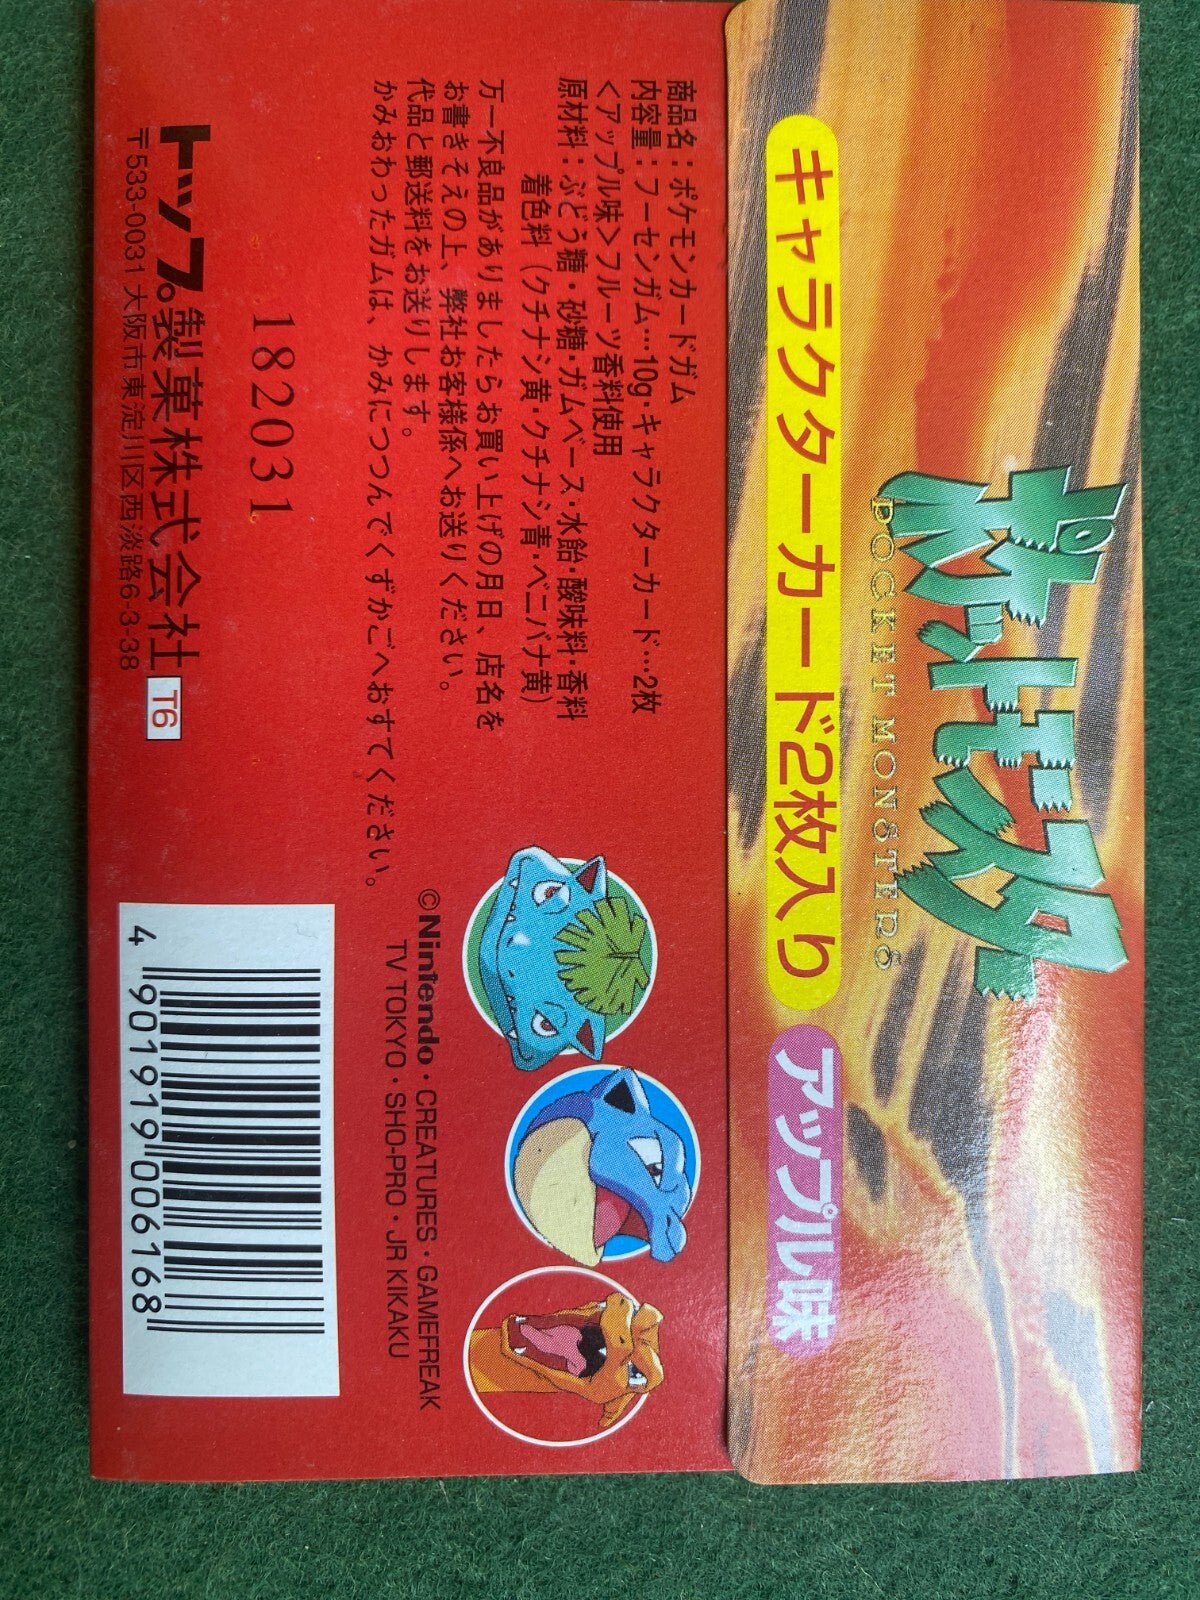 ポケットモンスター
POCKET MONSTERS
キャラクターカード2枚入り アップル味
商品名：ポケモンカードガム
内容量：フーセンガム…10g・キャラクターカード…2枚
＜アップル味＞フルーツ香料使用
原材料：ぶどう糖・砂糖・ガムベース・水飴・酸味料・香料
着色料（クチナシ黄・クチナシ青・ベニバナ黄）
万一不良品がありましたらお買い上げの月日、店名を
お書きそえの上、弊社お客様係へお送りください。
代品と郵送料をお送りします。
かみおわったガムは、かみにつつんでくずかごへおすてください。
182031
トップ製菓株式会社 T6
〒533-0031 大阪市東淀川区西淡路6-3-38
©Nintendo・CREATURES・GAMEFREAK
TV TOKYO・SHO-PRO・JR KIKAKU
4 901919 006168